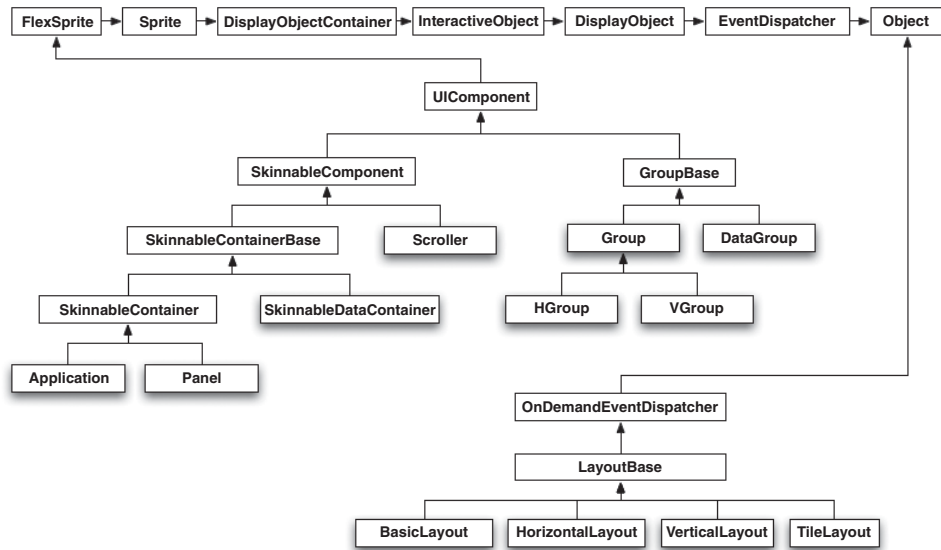 FlexSprite
Sprite
DisplayObjectContainer
InteractiveObject
DisplayObject
EventDispatcher
Object
UIComponent
SkinnableComponent
GroupBase
SkinnableContainerBase
Scroller
Group
DataGroup
SkinnableContainer
SkinnableDataContainer
HGroup
VGroup
Application
Panel
OnDemandEventDispatcher
LayoutBase
BasicLayout
HorizontalLayout
VerticalLayout
TileLayout